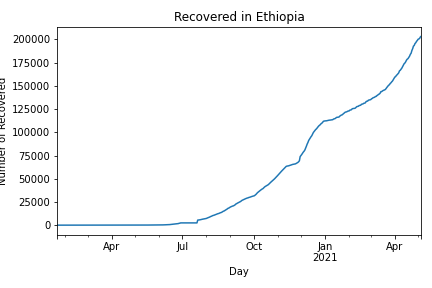 Recovered in Ethiopia
200000
175000
150000
125000
100000
75000
50000
25000
0
Number of Recovered
Apr
Jul
Oct
Jan
2021
Apr
Day